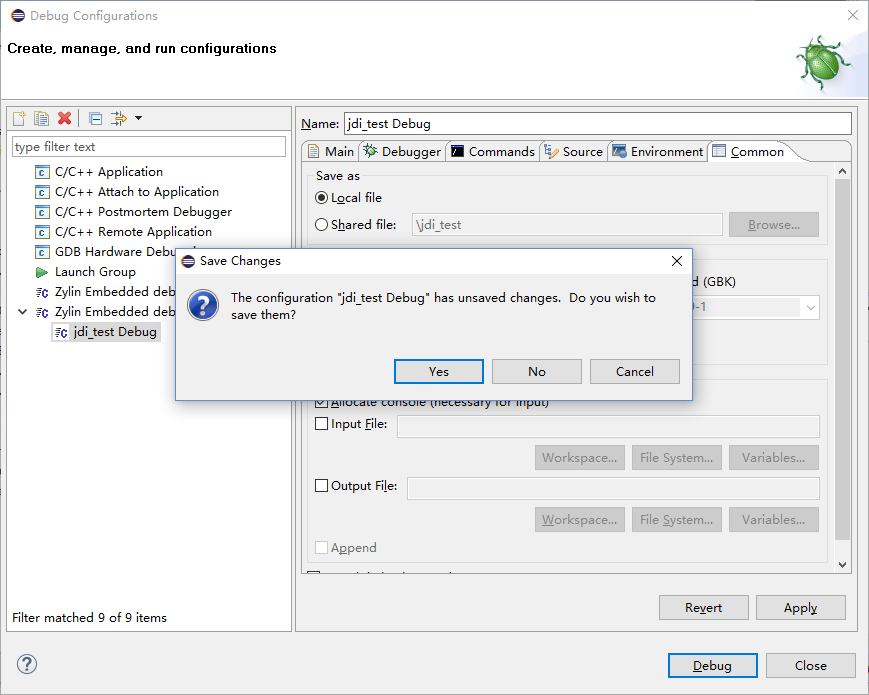 Debug Configurations
Create, manage, and run configurations
type filter text
C/C++ Application
C/C++ Attach to Application
C/C++ Postmortem Debugger
C/C++ Remote Application
GDB Hardware Debu
Launch Group
Zylin Embedded deb
Zylin Embedded deb
jdi_test Debug
Filter matched 9 of 9 items
Name: jdi_test Debug
Main Debugger Commands Source Environment Common
Save as
Local file
Shared file: \jdi_test Browse...
(GBK)
-1
Save Changes
The configuration "jdi_test Debug" has unsaved changes. Do you wish to
save them?
Yes No Cancel
Allocate console (necessary for input)
Input File:
Workspace... File System... Variables...
Output File:
Workspace... File System... Variables...
Append
Revert Apply
Debug Close